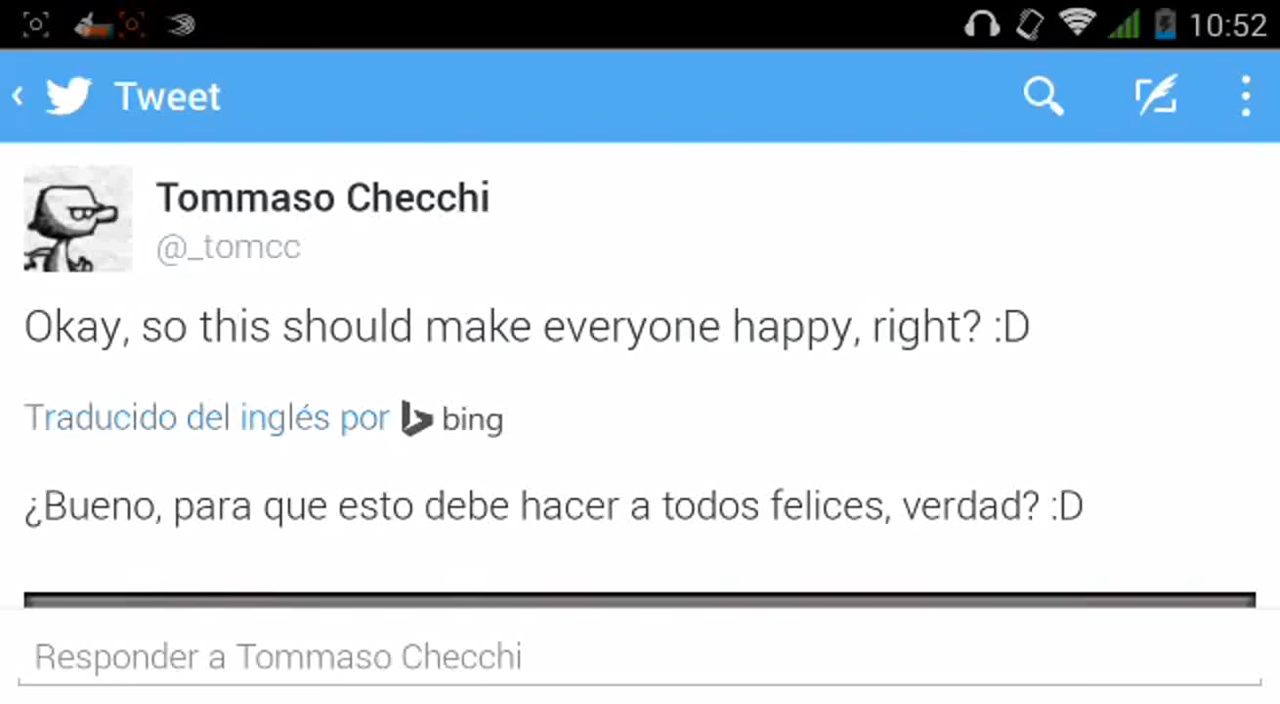 10:52
Tweet
Tommaso Checchi
@_tomcc
Okay, so this should make everyone happy, right? :D
Traducido del inglés por bing
¿Bueno, para que esto debe hacer a todos felices, verdad? :D
Responder a Tommaso Checchi